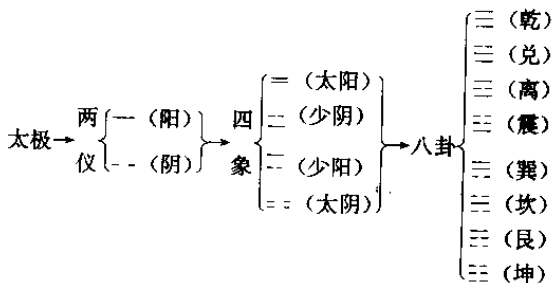 太极→两仪{⚊（阳） ⚋（阴）}→四象{⚌（太阳） ⚍（少阴） ⚎（少阳） ⚏（太阴）}→八卦{
☰（乾）
☱（兑）
☲（离）
☳（震）
☴（巽）
☵（坎）
☶（艮）
☷（坤）